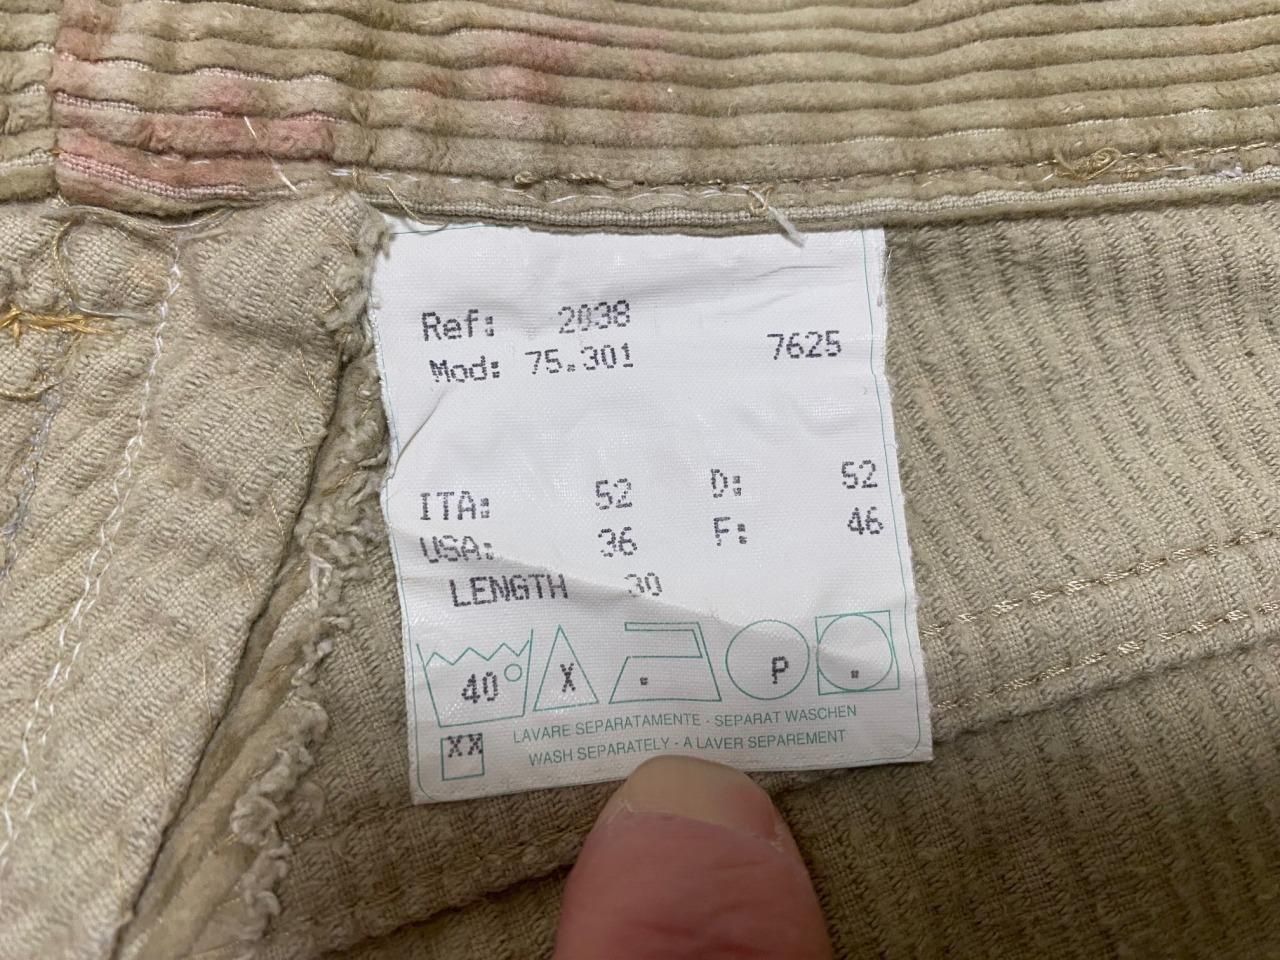 Ref: 2038
Mod: 75.301 7625
ITA: 52 D: 52
USA: 36 F: 46
LENGTH 30
40 X P
LAVARE SEPARATAMENTE - SEPARAT WASCHEN
XX WASH SEPARATELY - A LAVER SEPAREMENT